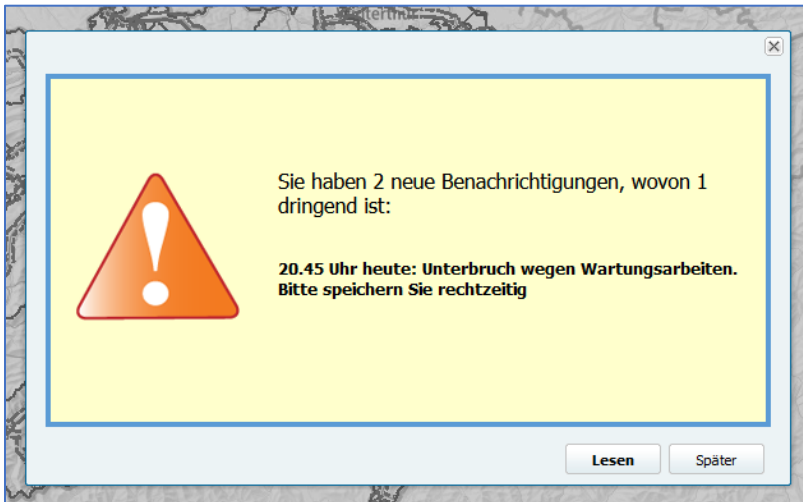 Sie haben 2 neue Benachrichtigungen, wovon 1
dringend ist:
20.45 Uhr heute: Unterbruch wegen Wartungsarbeiten.
Bitte speichern Sie rechtzeitig
Lesen
Später